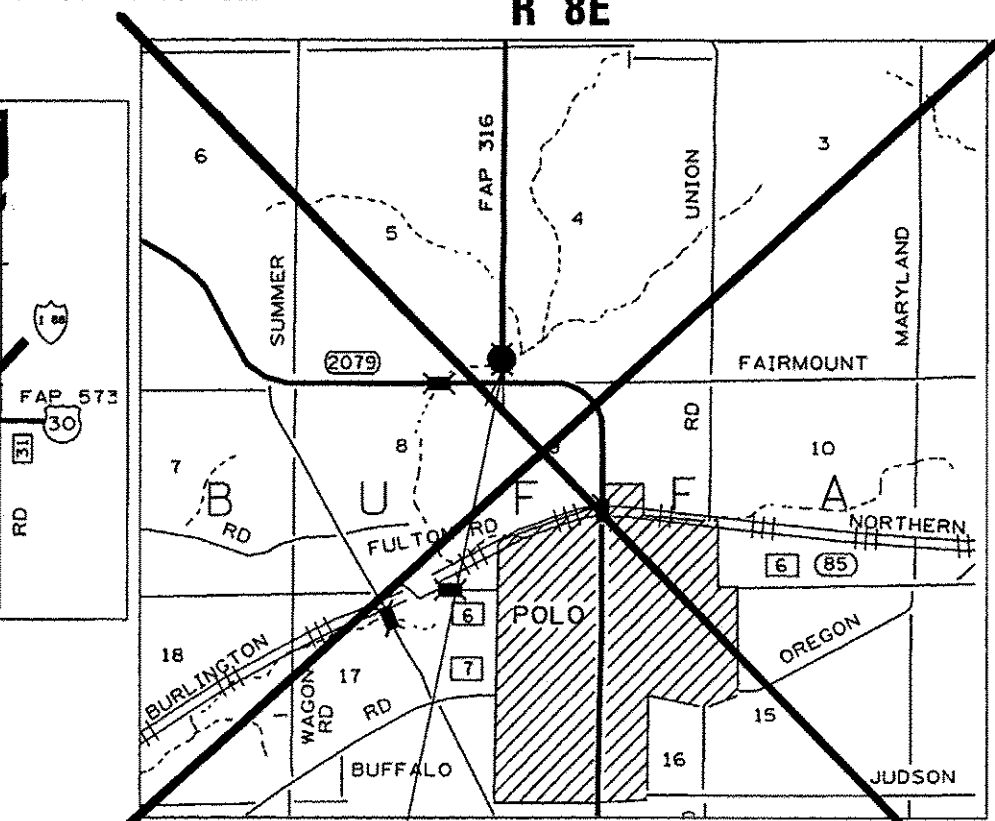 R 8E
6
5
FAP 316
4
UNION
3
SUMMER
MARYLAND
I 88
2079
FAIRMOUNT
FAP 573
30
31
RD
RD
7
8
10
B U F F A
RD
FULTON RD
NORTHERN
6
85
6
POLO
18
BURLINGTON
17
7
OREGON
WAGON
RD
RD
15
BUFFALO
16
JUDSON